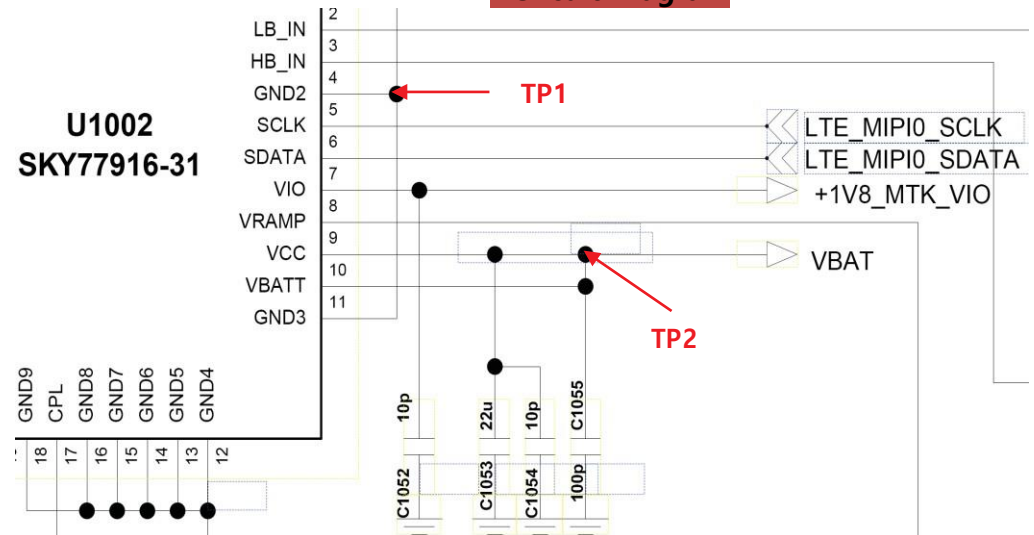 2
LB_IN
3
HB_IN
4
GND2
TP1
5
SCLK
LTE_MIPI0_SCLK
6
SDATA
LTE_MIPI0_SDATA
7
VIO
+1V8_MTK_VIO
8
VRAMP
9
VCC
VBAT
10
VBATT
11
GND3
TP2
U1002
SKY77916-31
GND9
CPL
GND8
GND7
GND6
GND5
GND4
18
17
16
15
14
13
12
10p
22u
10p
C1055
C1052
C1053
C1054
100p